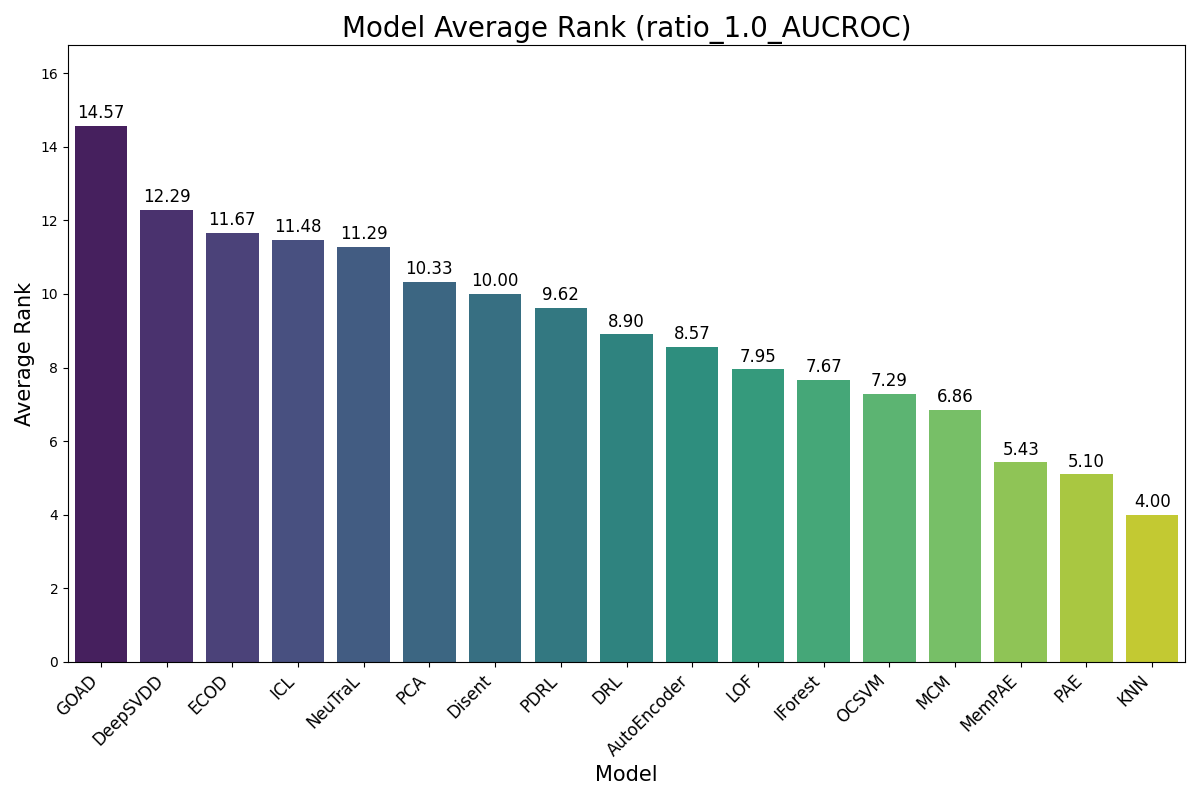 Model Average Rank (ratio_1.0_AUCROC)
Average Rank
16
14
12
10
8
6
4
2
0
14.57
12.29
11.67
11.48
11.29
10.33
10.00
9.62
8.90
8.57
7.95
7.67
7.29
6.86
5.43
5.10
4.00
GOAD
DeepSVDD
ECOD
ICL
NeuTraL
PCA
Disent
PDRL
DRL
AutoEncoder
LOF
IForest
OCSVM
MCM
MemPAE
PAE
KNN
Model